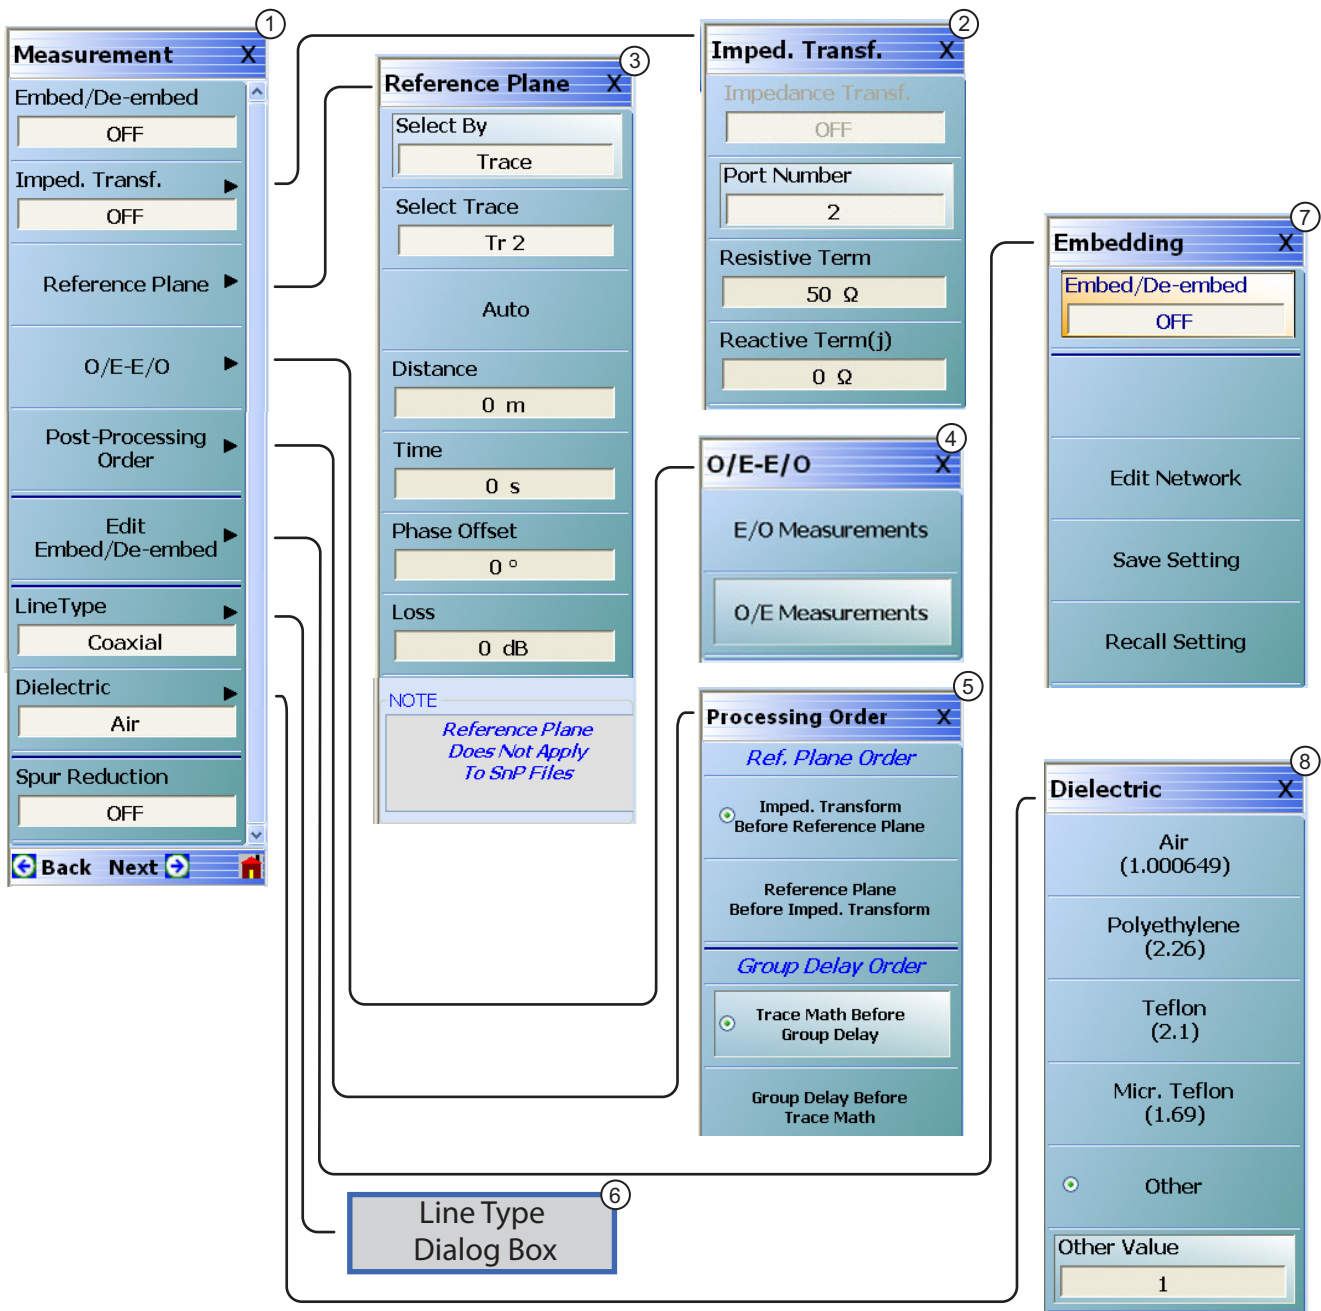 1
Measurement X
Embed/De-embed
OFF
Imped. Transf.
OFF
Reference Plane
O/E-E/O
Post-Processing
Order
Edit
Embed/De-embed
LineType
Coaxial
Dielectric
Air
Spur Reduction
OFF
Back Next
3
Reference Plane X
Select By
Trace
Select Trace
Tr 2
Auto
Distance
0 m
Time
0 s
Phase Offset
0 °
Loss
0 dB
NOTE
Reference Plane
Does Not Apply
To SnP Files
2
Imped. Transf. X
Impedance Transf.
OFF
Port Number
2
Resistive Term
50 Ω
Reactive Term(j)
0 Ω
4
O/E-E/O X
E/O Measurements
O/E Measurements
5
Processing Order X
Ref. Plane Order
Imped. Transform
Before Reference Plane
Reference Plane
Before Imped. Transform
Group Delay Order
Trace Math Before
Group Delay
Group Delay Before
Trace Math
6
Line Type
Dialog Box
7
Embedding X
Embed/De-embed
OFF
Edit Network
Save Setting
Recall Setting
8
Dielectric X
Air
(1.000649)
Polyethylene
(2.26)
Teflon
(2.1)
Micr. Teflon
(1.69)
Other
Other Value
1